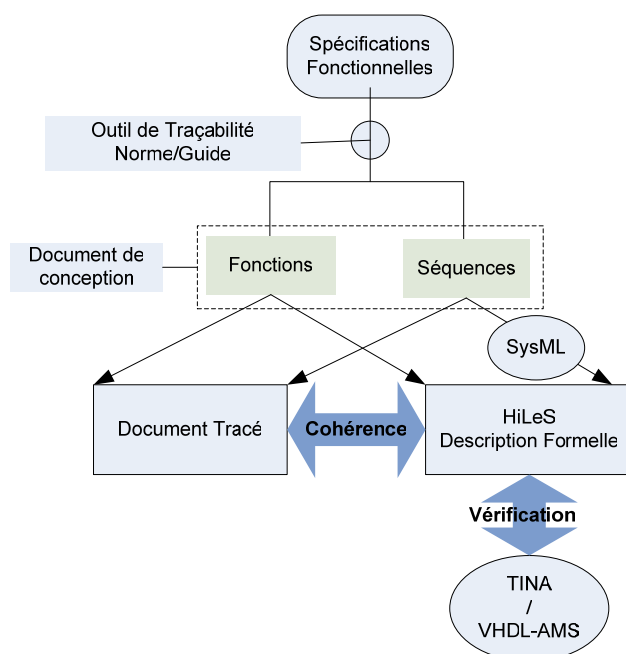 Spécifications
Fonctionnelles
Outil de Traçabilité
Norme/Guide
Document de
conception
Fonctions
Séquences
SysML
Document Tracé
Cohérence
HiLeS
Description Formelle
Vérification
TINA
/
VHDL-AMS